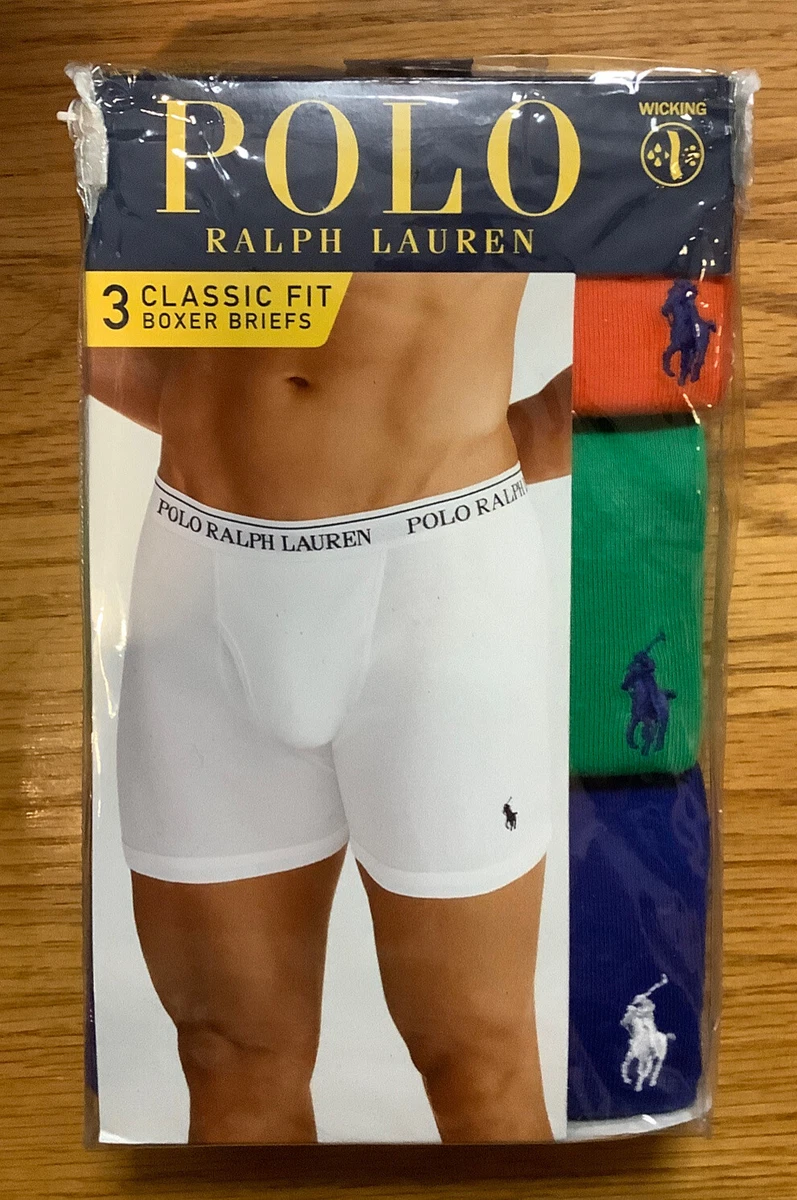 POLO
RALPH LAUREN
WICKING
3 CLASSIC FIT
BOXER BRIEFS
POLO RALPH LAUREN POLO RALPH